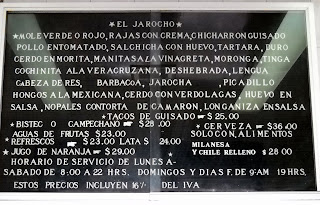 *EL JAROCHO*
*MOLE VERDE O ROJO, RAJAS CON CREMA, CHICHARRON GUISADO
POLLO ENTOMATADO, SALCHICHA CON HUEVO, TARTARA, DURO
CERDO EN MORITA, MANITAS A LA VINAGRETA, MORONGA, TINGA
COCHINITA A LA VERACRUZANA, DESHEBRADA, LENGUA
CABEZA DE RES, BARBACOA, JAROCHA, PICADILLO
HONGOS A LA MEXICANA, CERDO CON VERDOLAGAS, HUEVO EN
SALSA, NOPALES CON TORTA DE CAMARON, LONGANIZA EN SALSA
*TACOS DE GUISADO * $25.00
*BISTEC O CAMPECHANO * $28.00 * CERVEZA * $36.00
AGUAS DE FRUTAS $23.00 SOLO CON, ALIMENTOS
*REFRESCOS * $23.00 LATA $ 24.00 MILANESA
* JUGO DE NARANJA * $29.00 Y CHILE RELLENO $ 28 00
HORARIO DE SERVICIO DE LUNES A-
SABADO DE 8:00 A 22 HRS. DOMINGOS Y DIAS F. DE 9 AM 19 HRS.
ESTOS PRECIOS INCLUYEN 16% DEL IVA